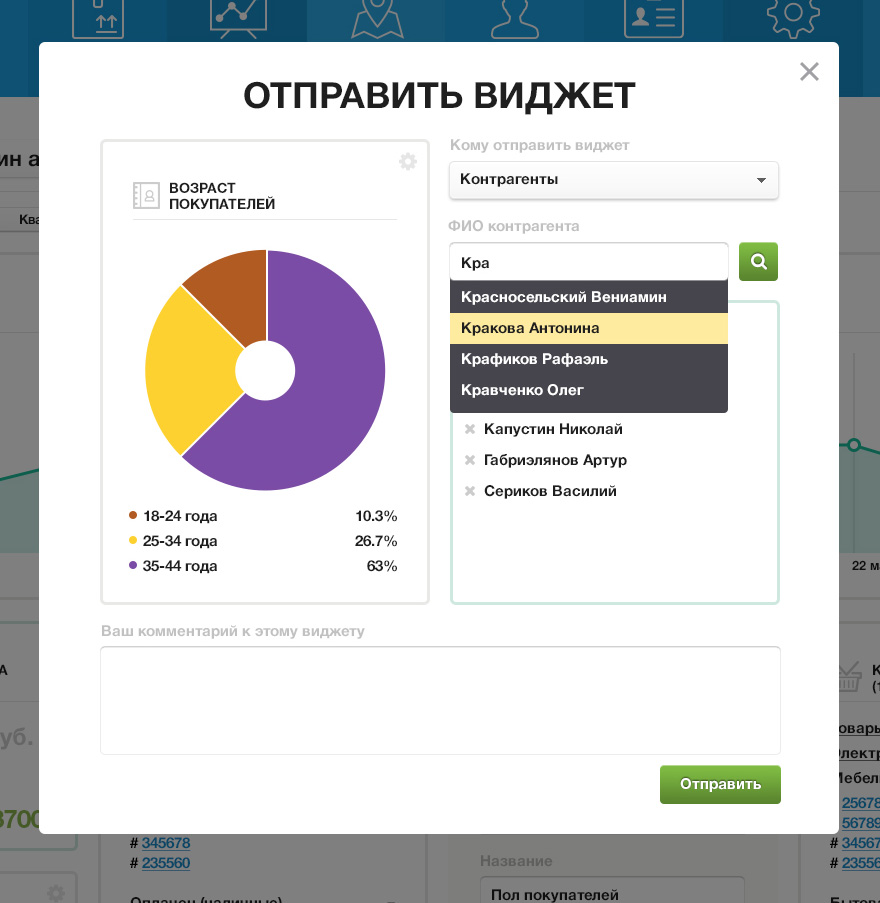 ОТПРАВИТЬ ВИДЖЕТ
ВОЗРАСТ
ПОКУПАТЕЛЕЙ
18-24 года 10.3%
25-34 года 26.7%
35-44 года 63%
Кому отправить виджет
Контрагенты
ФИО контрагента
Кра
Красносельский Вениамин
Кракова Антонина
Крафиков Рафаэль
Кравченко Олег
Капустин Николай
Габриэлянов Артур
Сериков Василий
Ваш комментарий к этому виджету
Отправить
22 м
# 345678
# 235560
Название
Пол покупателей